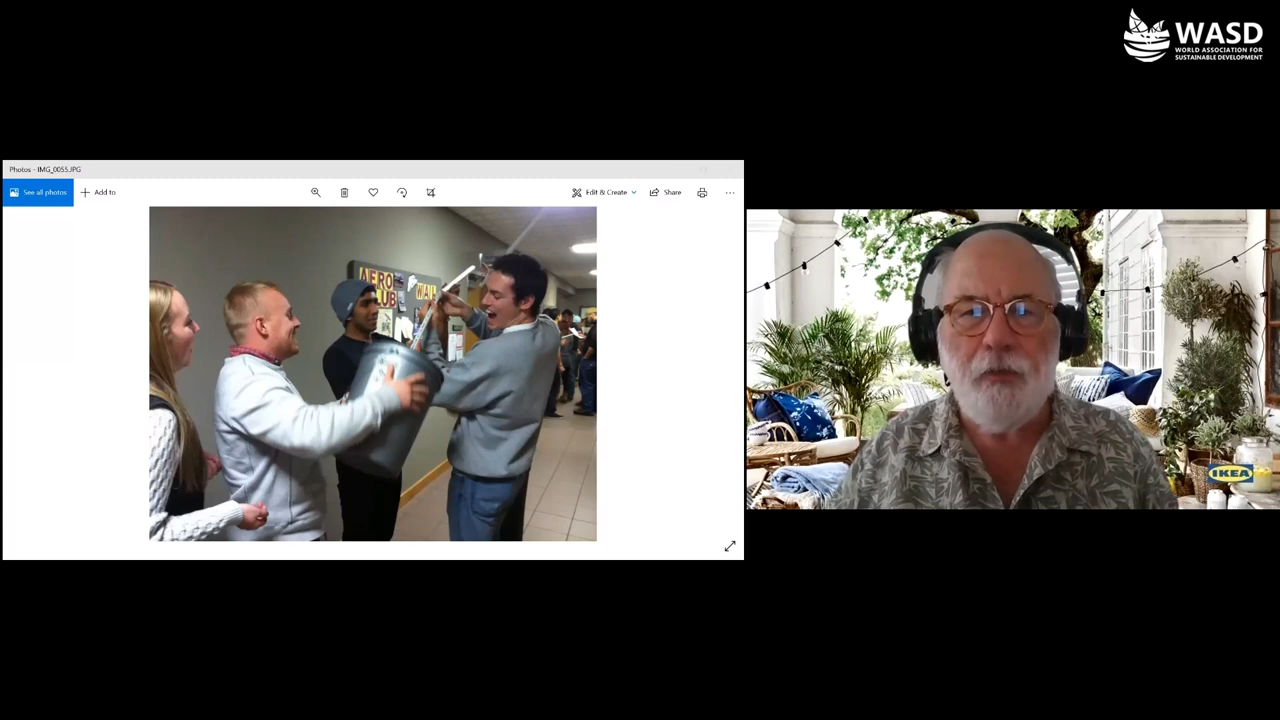 WASD
WORLD ASSOCIATION FOR
SUSTAINABLE DEVELOPMENT
Photos - IMG_0055.JPG
See all photos
Add to
Edit & Create
Share
AERO
CLUB
WALL
IKEA